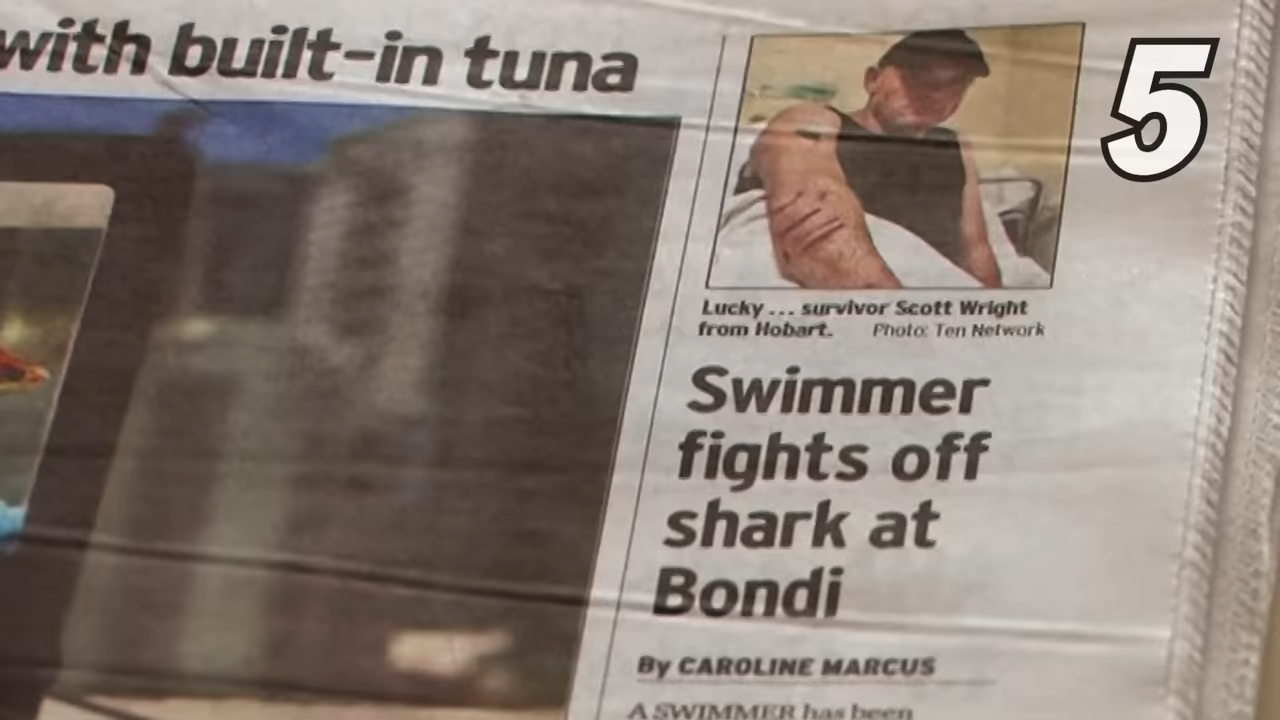 with built-in tuna
5
Lucky ... survivor Scott Wright
from Hobart. Photo: Ten Network
Swimmer
fights off
shark at
Bondi
By CAROLINE MARCUS
A SWIMMER has been